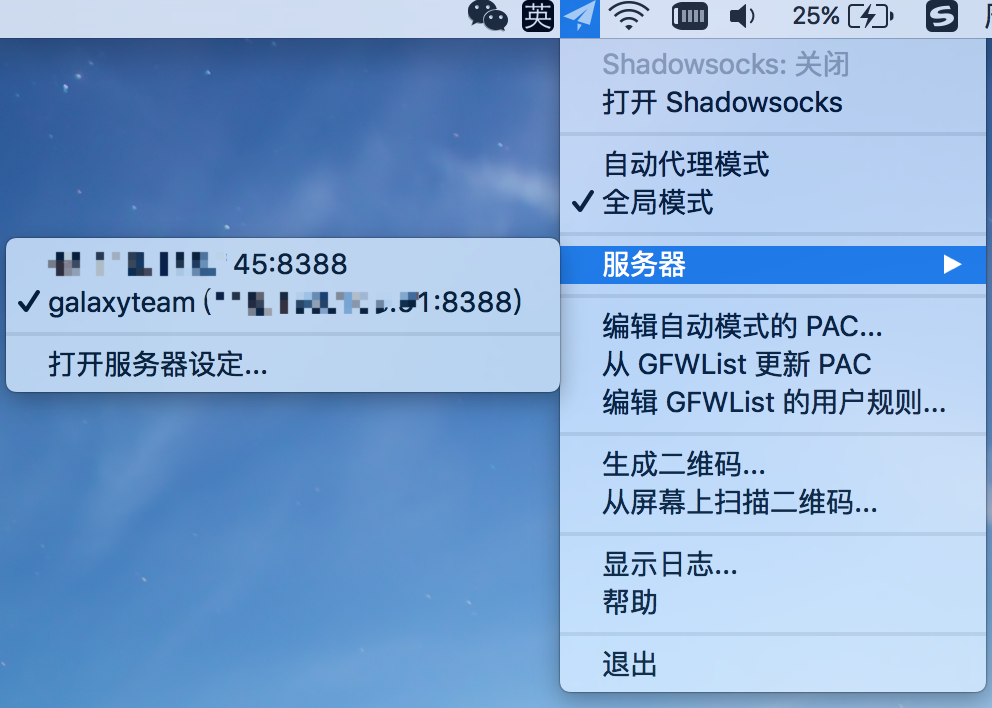 英
25%
Shadowsocks: 关闭
打开 Shadowsocks
自动代理模式
全局模式
服务器
45:8388
galaxyteam (
1:8388)
打开服务器设定...
编辑自动模式的 PAC...
从 GFWList 更新 PAC
编辑 GFWList 的用户规则...
生成二维码...
从屏幕上扫描二维码...
显示日志...
帮助
退出